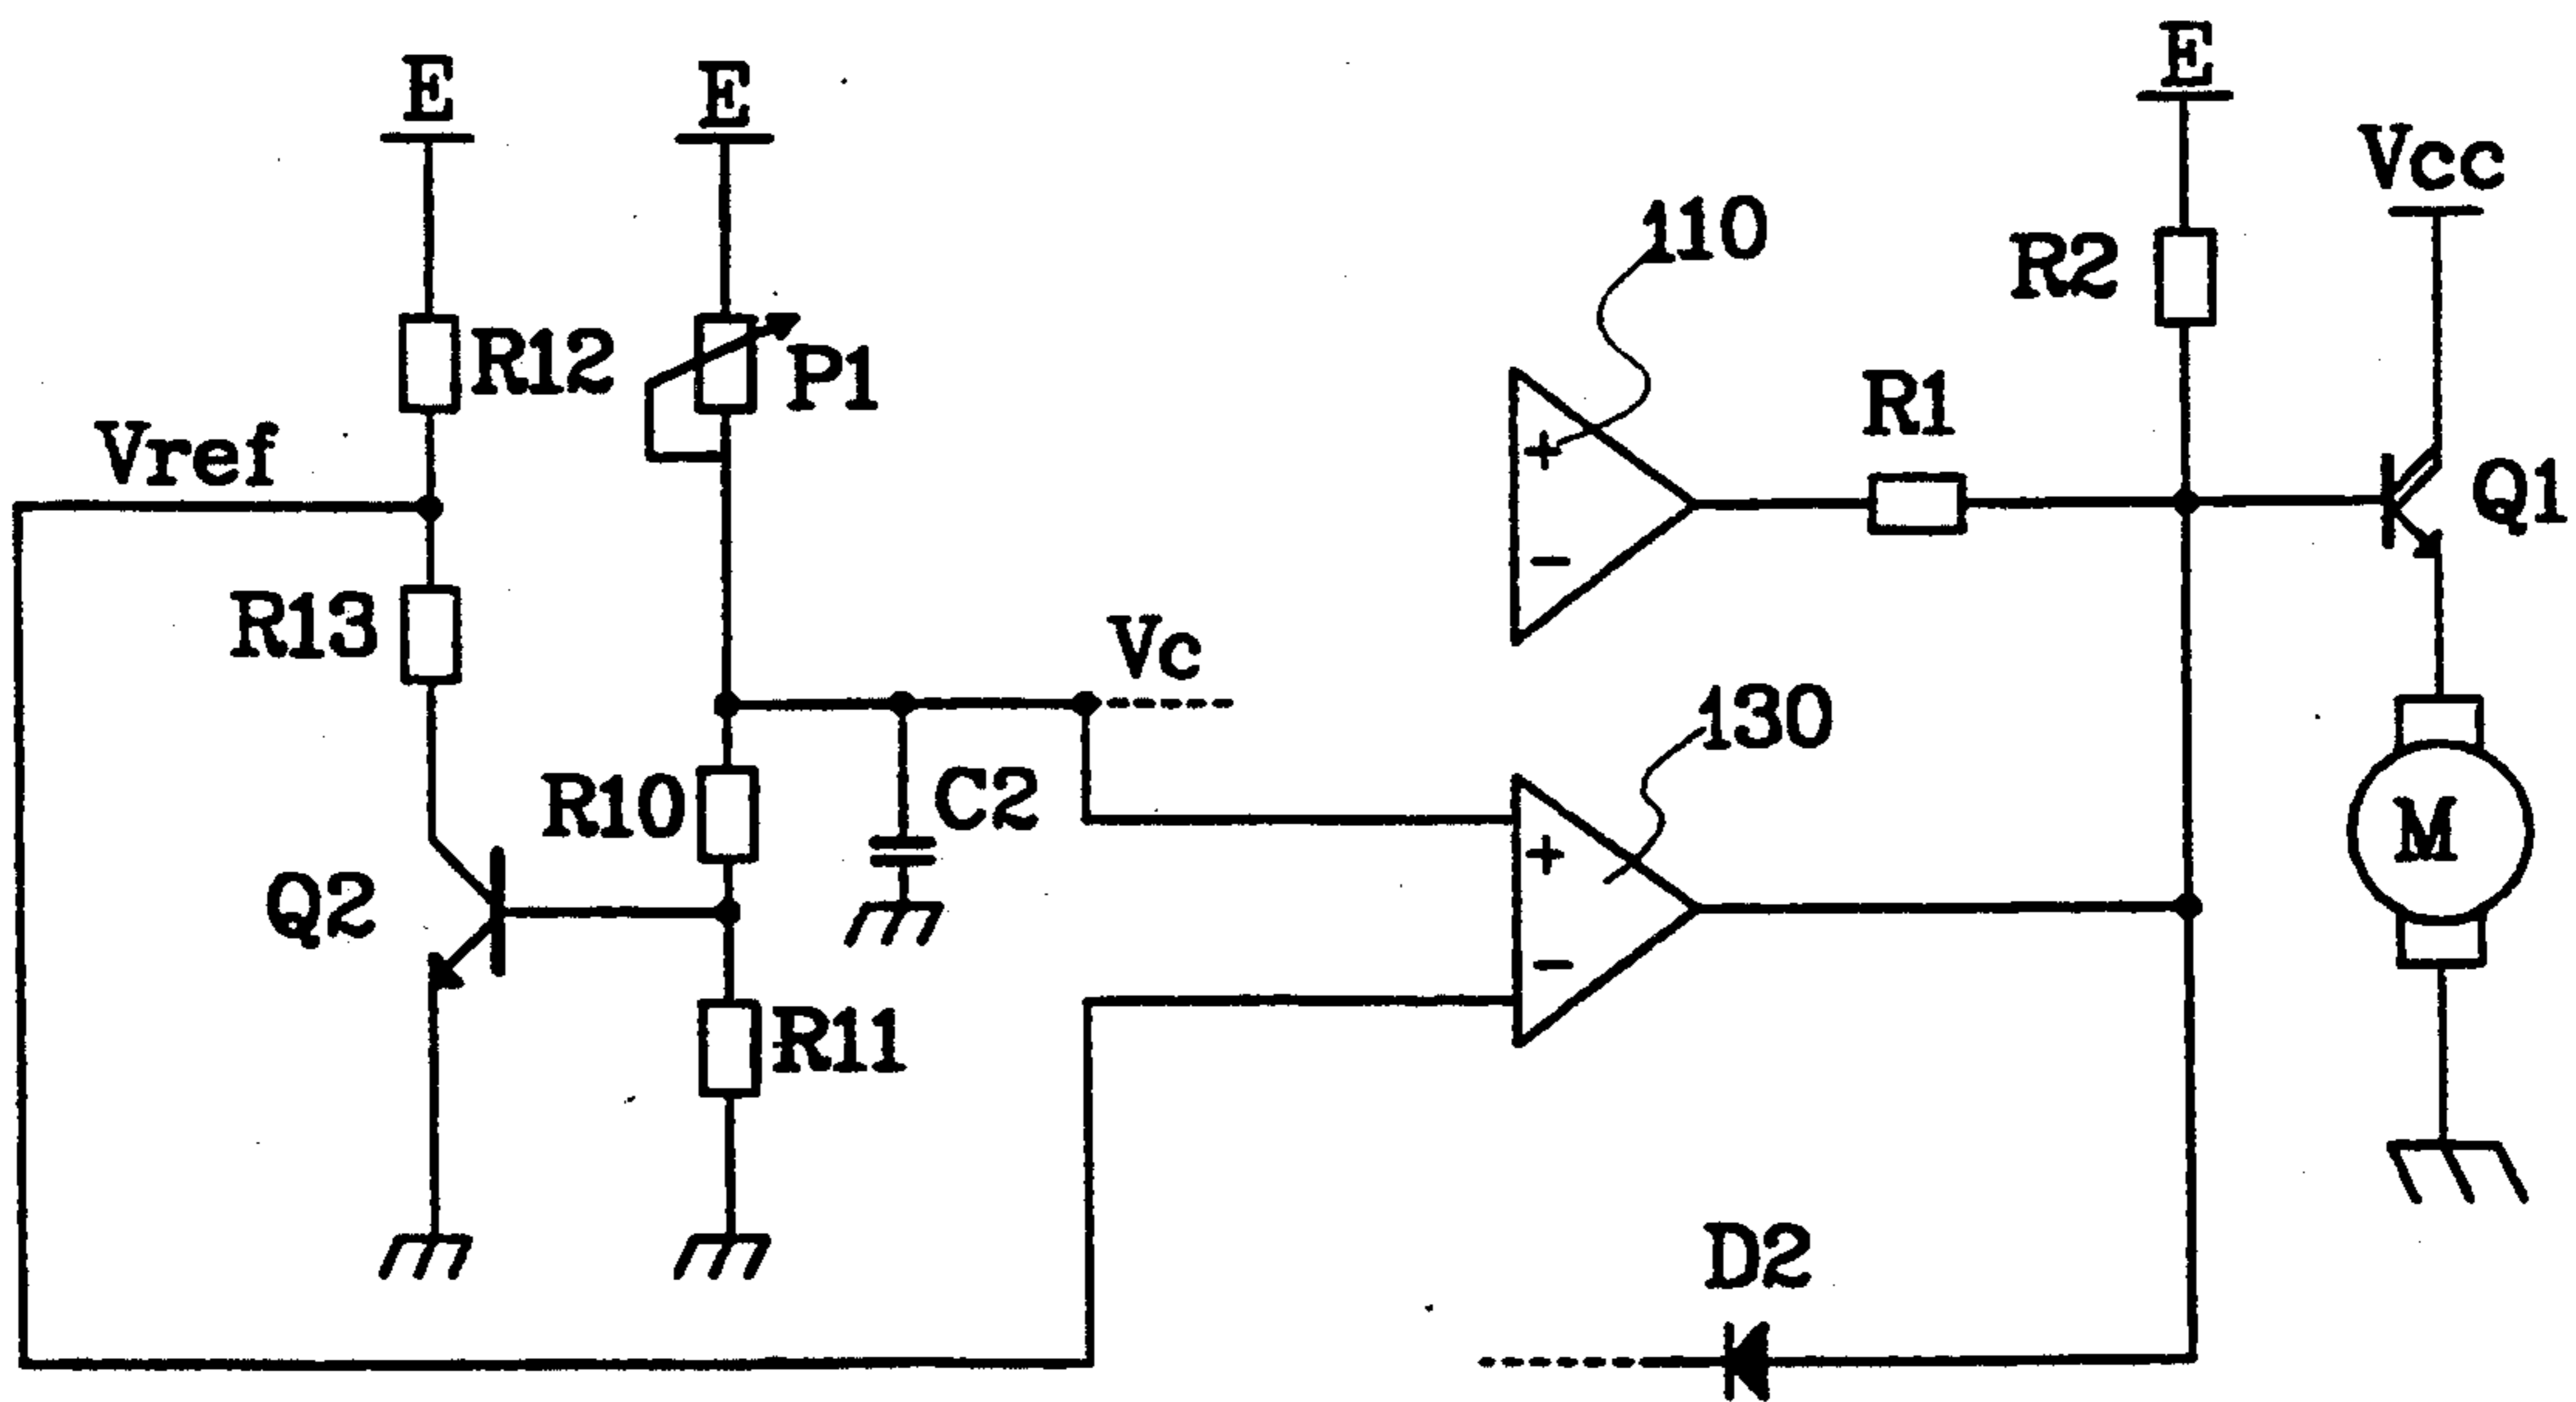 E
E
E
Vcc
110
R2
R12
P1
R1
Vref
Q1
R13
Vc
+
-
130
R10
C2
M
+
-
Q2
R11
D2